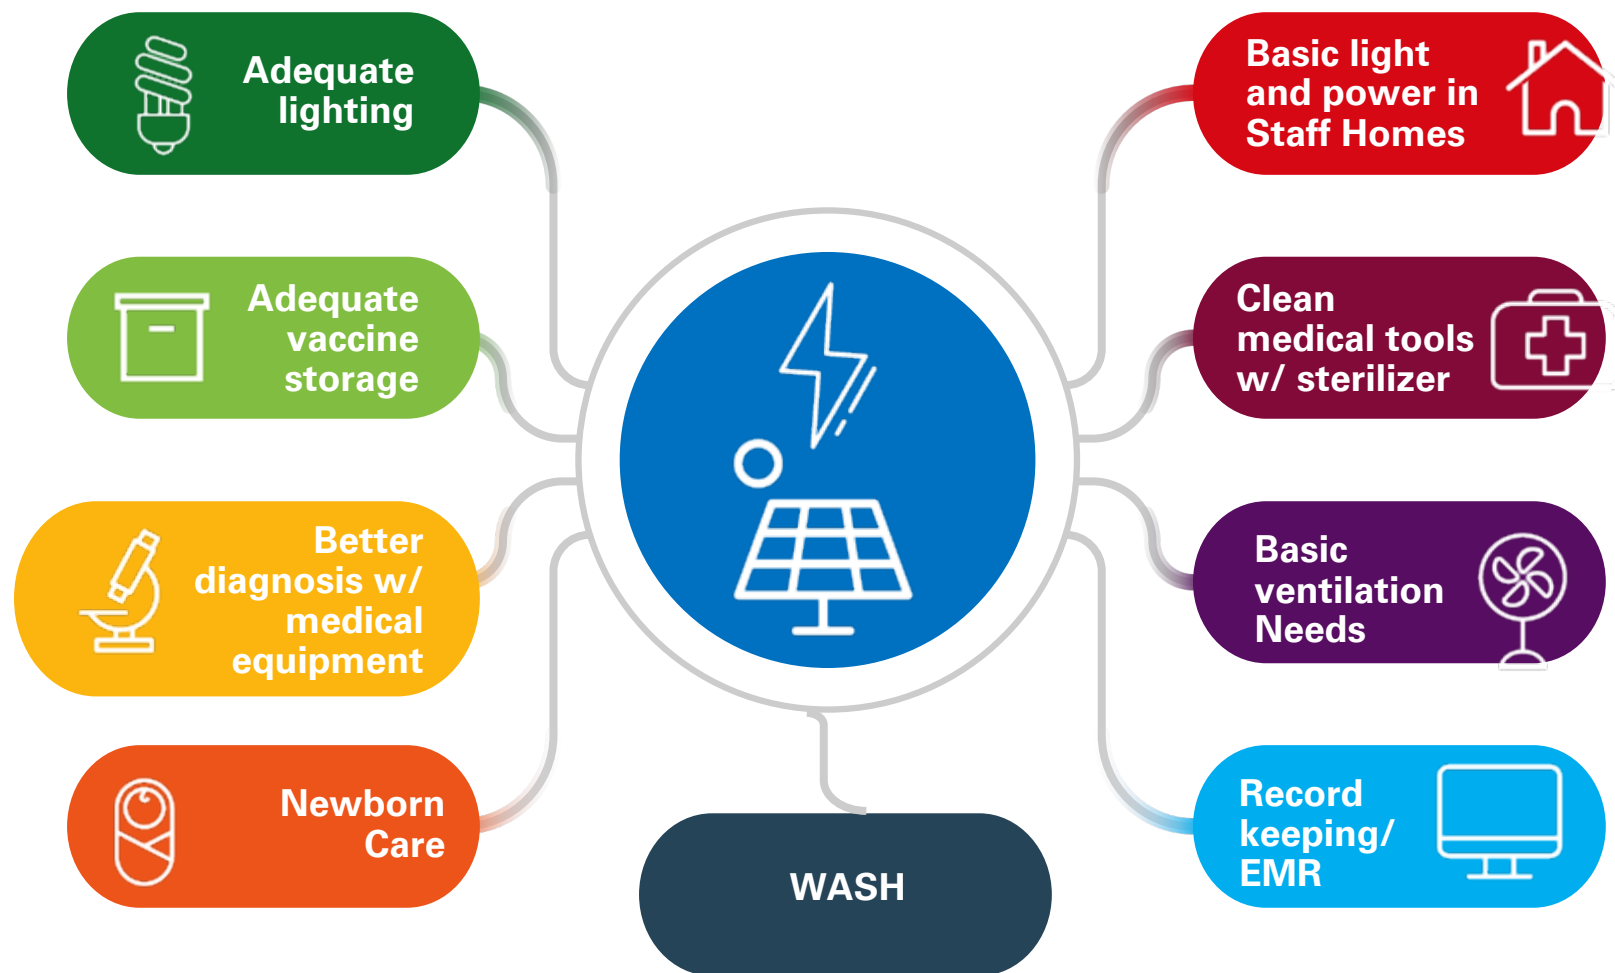 Adequate
lighting
Adequate
vaccine
storage
Better
diagnosis w/
medical
equipment
Newborn
Care
Basic light
and power in
Staff Homes
Clean
medical tools
w/ sterilizer
Basic
ventilation
Needs
Record
keeping/
EMR
WASH